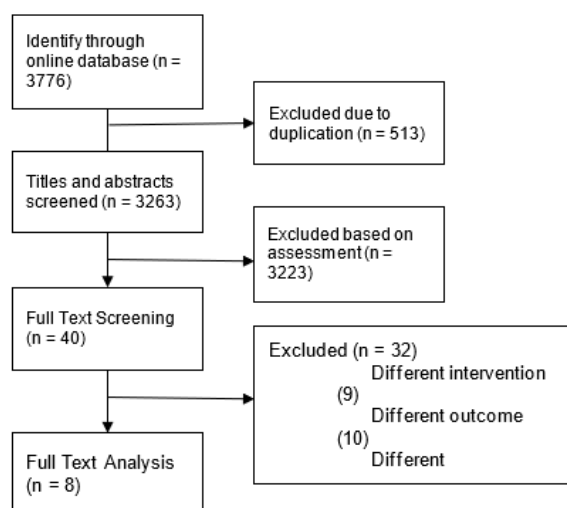 Identify through
online database (n =
3776)
Excluded due to
duplication (n = 513)
Titles and abstracts
screened (n = 3263)
Excluded based on
assessment (n =
3223)
Full Text Screening
(n = 40)
Excluded (n = 32)
Different intervention
(9)
Different outcome
(10)
Different
Full Text Analysis
(n = 8)